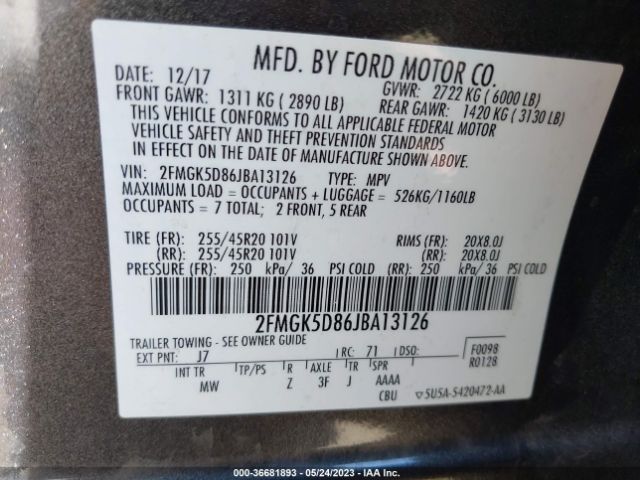 MFD. BY FORD MOTOR CO.
DATE: 12/17 GVWR: 2722 KG ( 6000 LB)
FRONT GAWR: 1311 KG ( 2890 LB) REAR GAWR: 1420 KG ( 3130 LB)
THIS VEHICLE CONFORMS TO ALL APPLICABLE FEDERAL MOTOR
VEHICLE SAFETY AND THEFT PREVENTION STANDARDS
IN EFFECT ON THE DATE OF MANUFACTURE SHOWN ABOVE.
VIN: 2FMGK5D86JBA13126 TYPE: MPV
MAXIMUM LOAD = OCCUPANTS + LUGGAGE = 526KG/1160LB
OCCUPANTS = 7 TOTAL; 2 FRONT, 5 REAR
TIRE (FR): 255/45R20 101V RIMS (FR): 20X8.0J
(RR): 255/45R20 101V (RR): 20X8.0J
PRESSURE (FR): 250 kPa/ 36 PSI COLD (RR): 250 kPa/ 36 PSI COLD
2FMGK5D86JBA13126
TRAILER TOWING - SEE OWNER GUIDE
EXT PNT: J7 RC: 71 DSO: F0098
R0128
INT TR TP/PS R AXLE TR SPR
MW Z 3F J AAAA
CBU ▽5U5A-5420472-AA
000-36681893 - 05/24/2023 - IAA Inc.